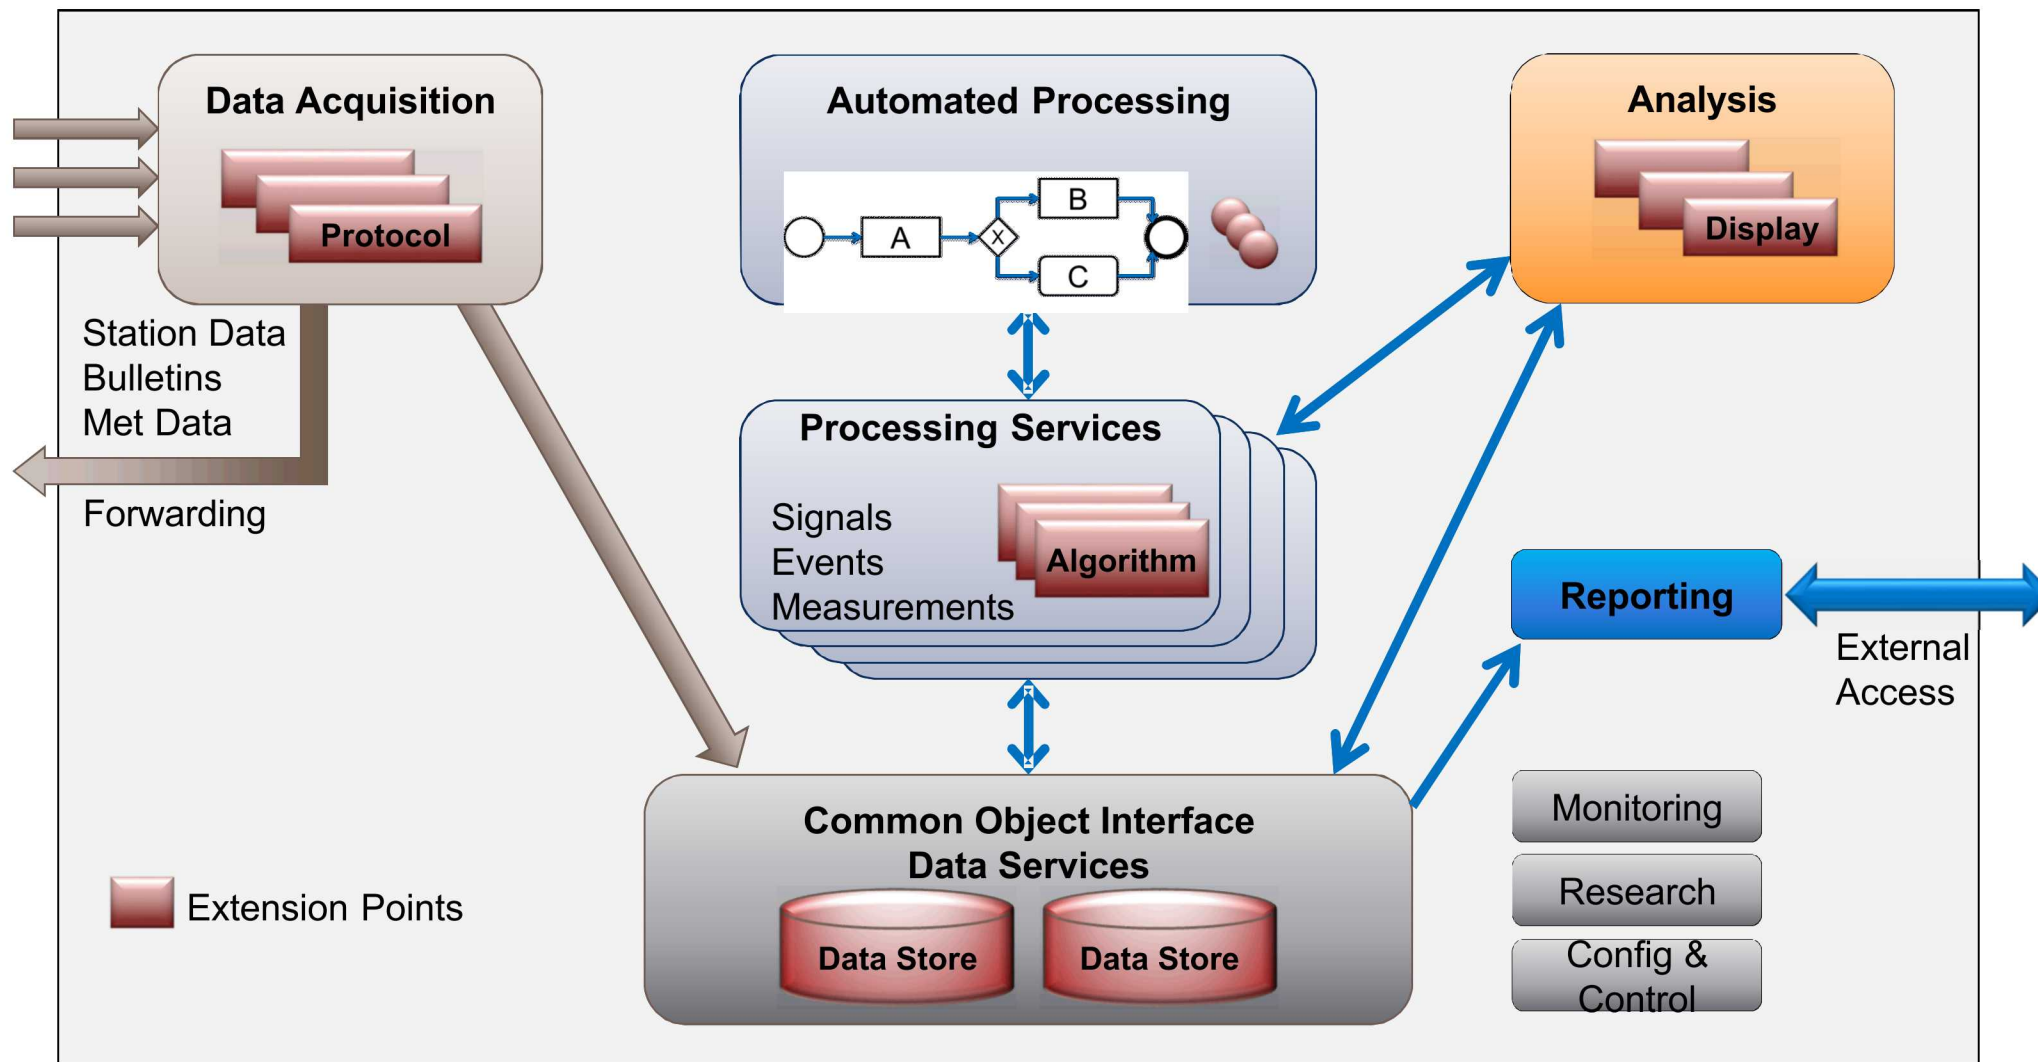 Data Acquisition
Protocol
Station Data
Bulletins
Met Data
Forwarding
Automated Processing
A
X
B
C
Analysis
Display
Processing Services
Signals
Events
Measurements
Algorithm
Reporting
External
Access
Common Object Interface
Data Services
Data Store
Data Store
Monitoring
Research
Config &
Control
Extension Points